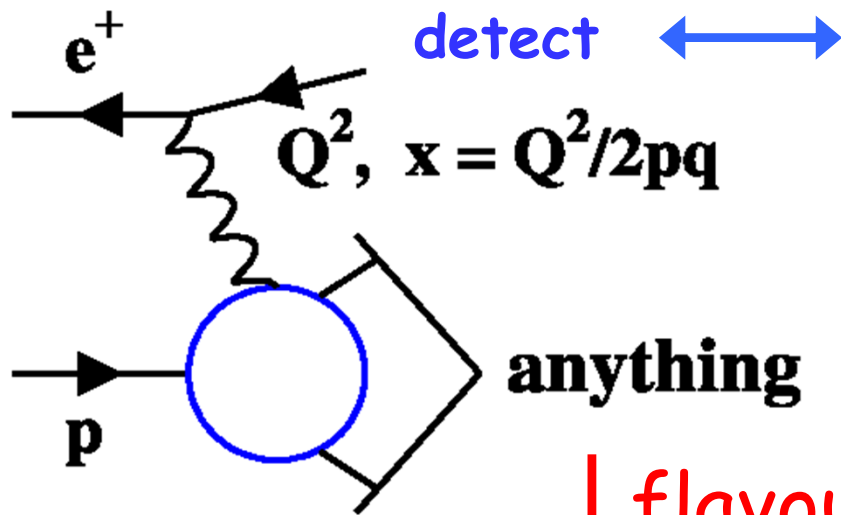 e⁺ detect
Q², x = Q²/2pq
anything
p